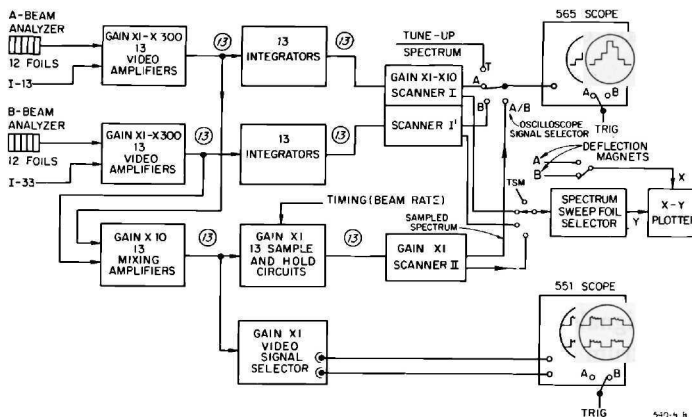 A-BEAM
ANALYZER
12 FOILS
I-13
GAIN X1-X 300
13
VIDEO
AMPLIFIERS
13
13
INTEGRATORS
13
TUNE-UP
SPECTRUM
T
A
B
A/B
OSCILLOSCOPE
SIGNAL SELECTOR
GAIN X1-X10
SCANNER I
SCANNER I'
565 SCOPE
A
B
TRIG
B-BEAM
ANALYZER
12 FOILS
I-33
GAIN X1-X300
13
VIDEO
AMPLIFIERS
13
13
INTEGRATORS
13
DEFLECTION
MAGNETS
A
B
X
TSM
SPECTRUM
SWEEP FOIL
SELECTOR
Y
X-Y
PLOTTER
TIMING (BEAM RATE)
SAMPLED
SPECTRUM
GAIN X 10
13
MIXING
AMPLIFIERS
13
GAIN X1
13 SAMPLE
AND HOLD
CIRCUITS
13
GAIN X1
SCANNER II
GAIN X1
VIDEO
SIGNAL
SELECTOR
551 SCOPE
A
B
TRIG